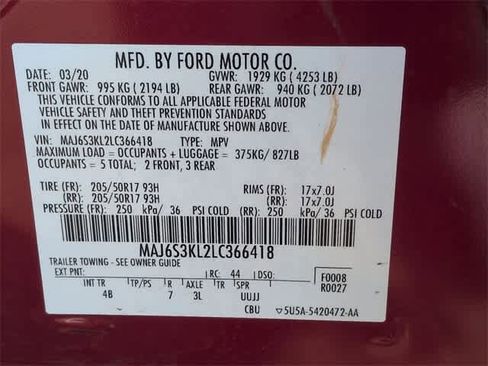 MFD. BY FORD MOTOR CO.
DATE: 03/20 GVWR: 1929 KG (4253 LB)
FRONT GAWR: 995 KG (2194 LB) REAR GAWR: 940 KG (2072 LB)
THIS VEHICLE CONFORMS TO ALL APPLICABLE FEDERAL MOTOR
VEHICLE SAFETY AND THEFT PREVENTION STANDARDS
IN EFFECT ON THE DATE OF MANUFACTURE SHOWN ABOVE.
VIN: MAJ6S3KL2LC366418 TYPE: MPV
MAXIMUM LOAD = OCCUPANTS + LUGGAGE = 375KG/ 827LB
OCCUPANTS = 5 TOTAL; 2 FRONT, 3 REAR
TIRE (FR): 205/50R17 93H RIMS (FR): 17x7.0J
(RR): 205/50R17 93H (RR): 17x7.0J
PRESSURE (FR): 250 kPa/ 36 PSI COLD (RR): 250 kPa/ 36 PSI COLD
MAJ6S3KL2LC366418
TRAILER TOWING - SEE OWNER GUIDE
EXT PNT: RC: 44 DSO: F0008
INT TR TP/PS R AXLE TR SPR R0027
4B 7 3L UUJJ
CBU 5U5A-5420472-AA